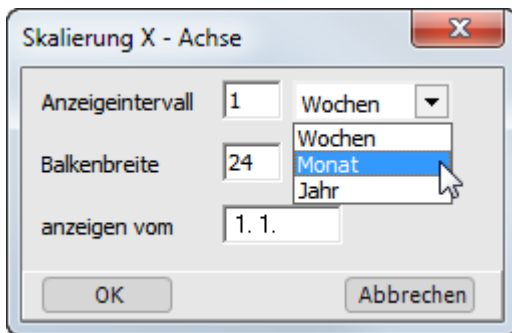 Skalierung X - Achse
Anzeigeintervall 1 Wochen
Wochen
Balkenbreite 24 Monat
Jahr
anzeigen vom 1. 1.
OK Abbrechen